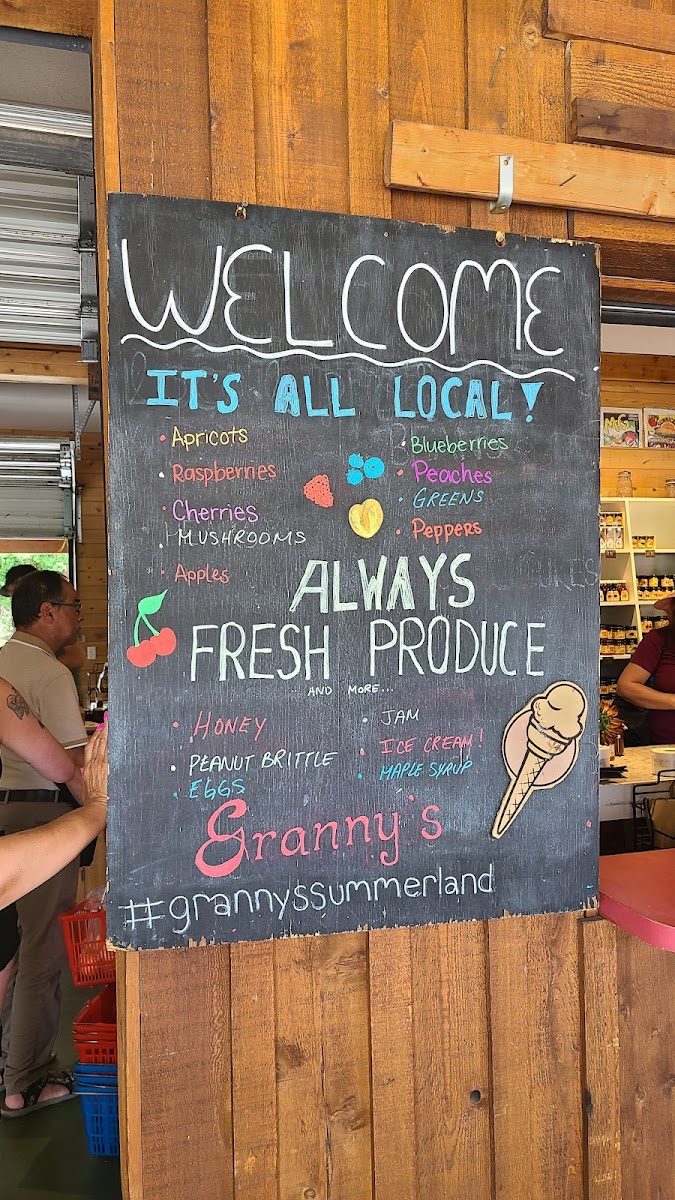 WELCOME
IT'S ALL LOCAL!
• Apricots
• Raspberries
• Cherries
• MUSHROOMS
• Apples
• Blueberries
• Peaches
• GREENS
• Peppers
ALWAYS
FRESH PRODUCE
AND MORE...
• HONEY
• PEANUT BRITTLE
• EGGS
• JAM
• ICE CREAM!
• MAPLE SYRUP
Granny's
#grannyssummerland